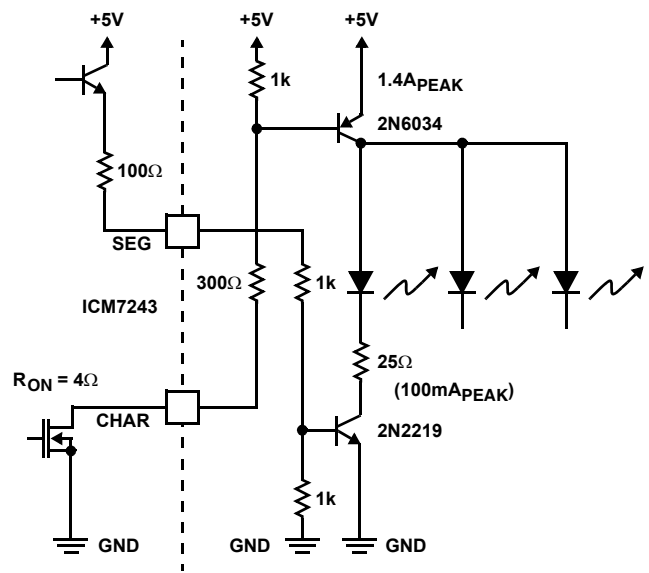 +5V
+5V
+5V
1k
1.4APEAK
2N6034
100Ω
SEG
300Ω
1k
ICM7243
25Ω
(100mAPEAK)
RON = 4Ω
CHAR
2N2219
1k
GND
GND
GND